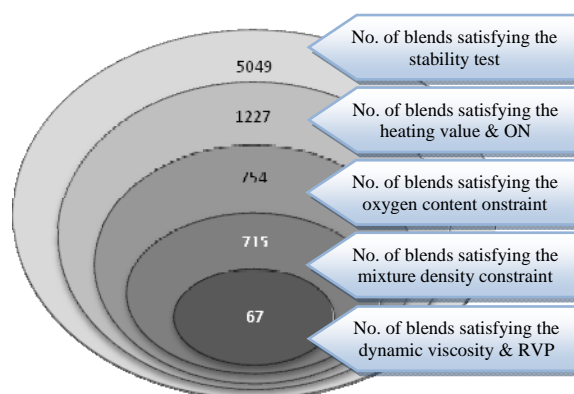 5049
No. of blends satisfying the
stability test
1227
No. of blends satisfying the
heating value & ON
754
No. of blends satisfying the
oxygen content onstraint
715
No. of blends satisfying the
mixture density constraint
67
No. of blends satisfying the
dynamic viscosity & RVP